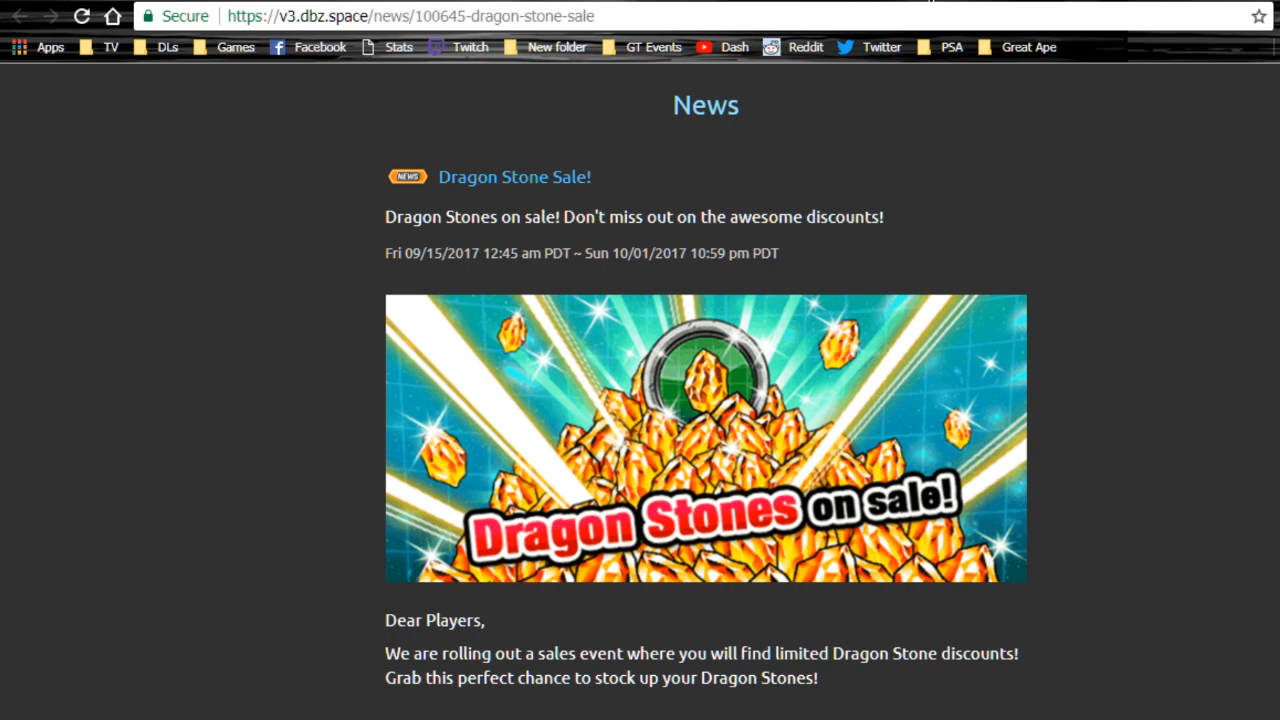 Secure https://v3.dbz.space/news/100645-dragon-stone-sale
Apps TV DLs Games Facebook Stats Twitch New folder GT Events Dash Reddit Twitter PSA Great Ape
News
NEWS Dragon Stone Sale!
Dragon Stones on sale! Don't miss out on the awesome discounts!
Fri 09/15/2017 12:45 am PDT ~ Sun 10/01/2017 10:59 pm PDT
Dragon Stones on sale!
Dear Players,
We are rolling out a sales event where you will find limited Dragon Stone discounts!
Grab this perfect chance to stock up your Dragon Stones!